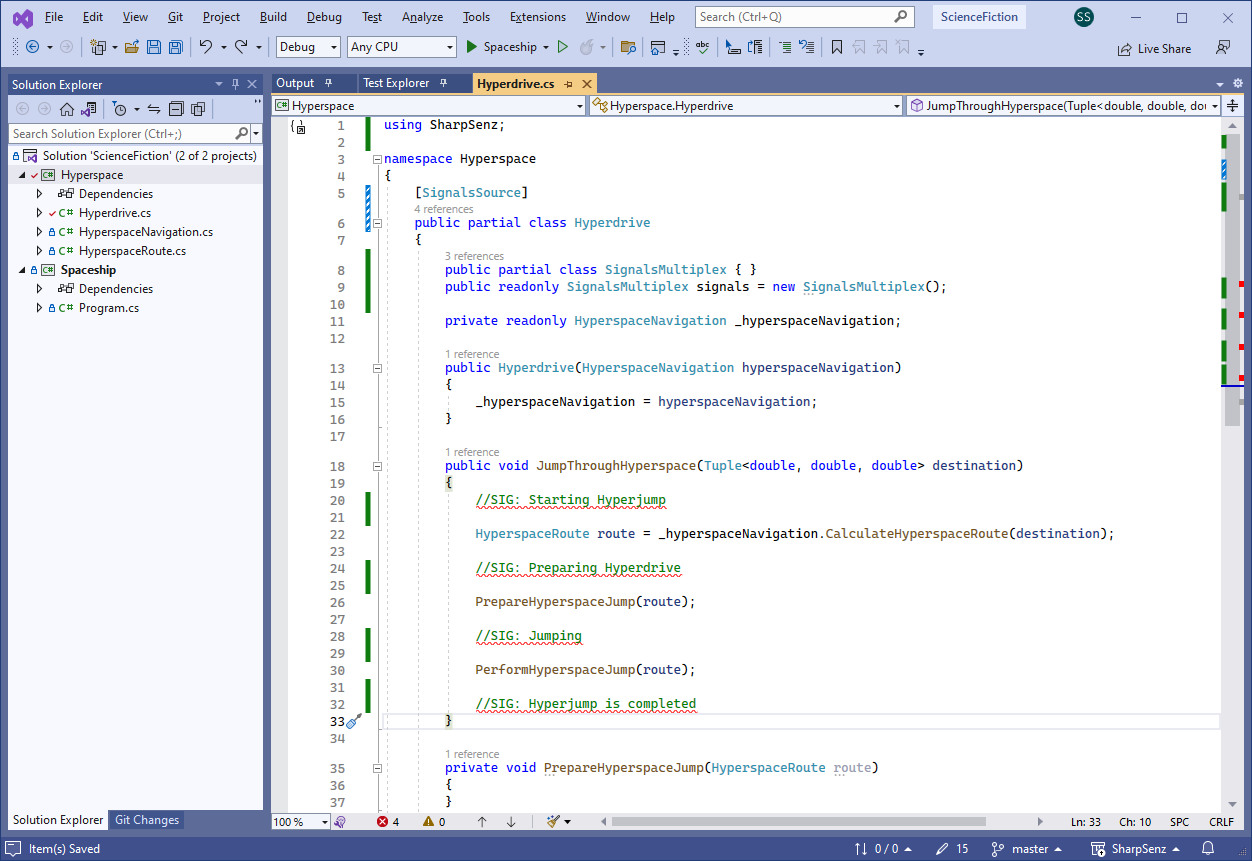 File Edit View Git Project Build Debug Test Analyze Tools Extensions Window Help Search (Ctrl+Q) ScienceFiction SS
Debug Any CPU Spaceship abc Live Share
Solution Explorer
Search Solution Explorer (Ctrl+;)
Solution 'ScienceFiction' (2 of 2 projects)
C# Hyperspace
Dependencies
C# Hyperdrive.cs
C# HyperspaceNavigation.cs
C# HyperspaceRoute.cs
C# Spaceship
Dependencies
C# Program.cs
Solution Explorer Git Changes
Output Test Explorer Hyperdrive.cs
C# Hyperspace Hyperspace.Hyperdrive JumpThroughHyperspace(Tuple<double, double, dou
1 using SharpSenz;
2
3 namespace Hyperspace
4 {
5 [SignalsSource]
4 references
6 public partial class Hyperdrive
7 {
3 references
8 public partial class SignalsMultiplex { }
9 public readonly SignalsMultiplex signals = new SignalsMultiplex();
10
11 private readonly HyperspaceNavigation _hyperspaceNavigation;
12
1 reference
13 public Hyperdrive(HyperspaceNavigation hyperspaceNavigation)
14 {
15 _hyperspaceNavigation = hyperspaceNavigation;
16 }
17
1 reference
18 public void JumpThroughHyperspace(Tuple<double, double, double> destination)
19 {
20 //SIG: Starting Hyperjump
21
22 HyperspaceRoute route = _hyperspaceNavigation.CalculateHyperspaceRoute(destination);
23
24 //SIG: Preparing Hyperdrive
25
26 PrepareHyperspaceJump(route);
27
28 //SIG: Jumping
29
30 PerformHyperspaceJump(route);
31
32 //SIG: Hyperjump is completed
33 }
34
1 reference
35 private void PrepareHyperspaceJump(HyperspaceRoute route)
36 {
37 }
100 % 4 0 Ln: 33 Ch: 10 SPC CRLF
Item(s) Saved 0 / 0 15 master SharpSenz